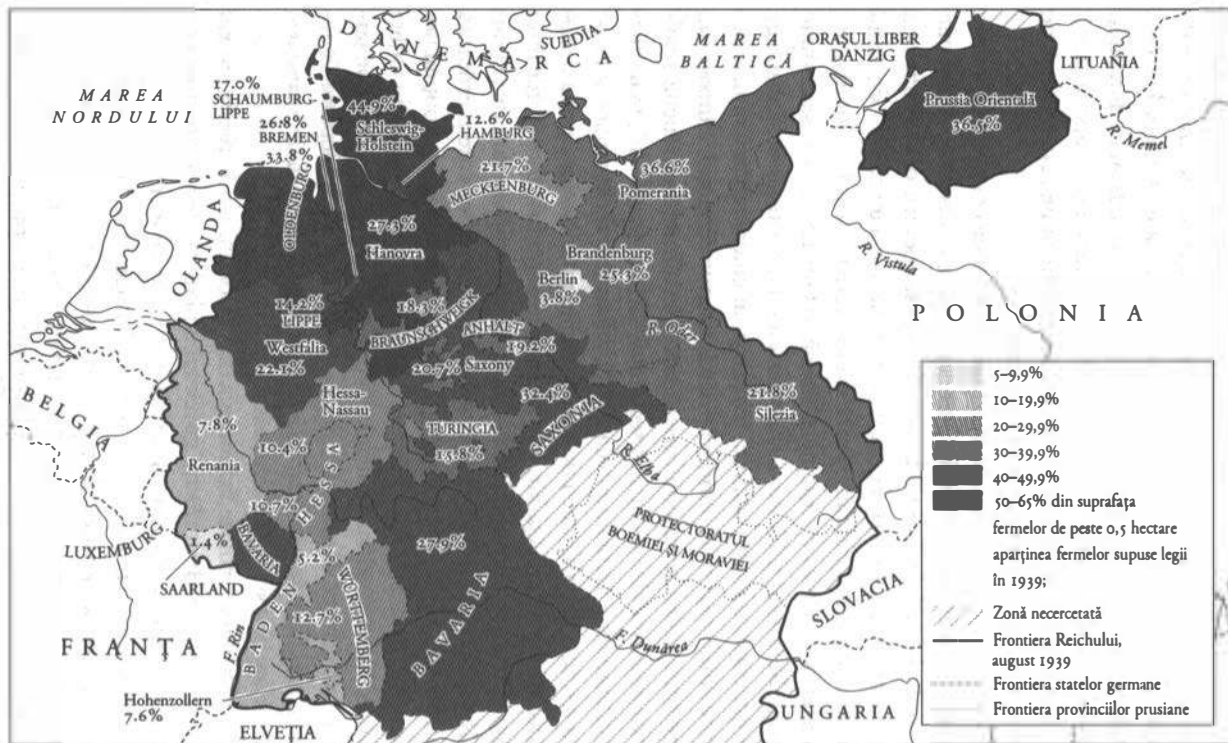 DANEMARCA
SUEDIA
MAREA
BALTICĂ
ORAȘUL LIBER
DANZIG
LITUANIA
Prussia Orientală
36.5%
R. Memel
MAREA
NORDULUI
17.0%
SCHAUMBURG-
LIPPE
26.8%
BREMEN
33.8%
OLDENBURG
44.9%
Schleswig-
Holstein
12.6%
HAMBURG
21.7%
MECKLENBURG
36.6%
Pomerania
27.3%
Hanovra
Brandenburg
25.3%
Berlin
3.8%
R. Vistula
OLANDA
14.2%
LIPPE
18.3%
BRAUNSCHWEIGK
ANHALT
19.2%
R. Oder
POLONIA
Westfalia
22.1%
20.7%
Saxony
32.4%
SAXONIA
21.8%
Silezia
BELGIA
Hessa-
Nassau
7.8%
Renania
10.4%
HESSA
TURINGIA
15.8%
R. Elba
10.7%
PROTECTORATUL
BOEMIEI ȘI MORAVIEI
LUXEMBURG
1.4%
SAARLAND
BAVARIA
27.9%
BAVARIA
5.2%
WÜRTTEMBERG
12.7%
BADEN
F. Rin
FRANȚA
F. Dunărea
SLOVACIA
Hohenzollern
7.6%
ELVEȚIA
UNGARIA
5–9,9%
10–19,9%
20–29,9%
30–39,9%
40–49,9%
50–65% din suprafața
fermelor de peste 0,5 hectare
aparținea fermelor supuse legii
în 1939;
Zonă necercetată
Frontiera Reichului,
august 1939
Frontiera statelor germane
Frontiera provinciilor prusiane